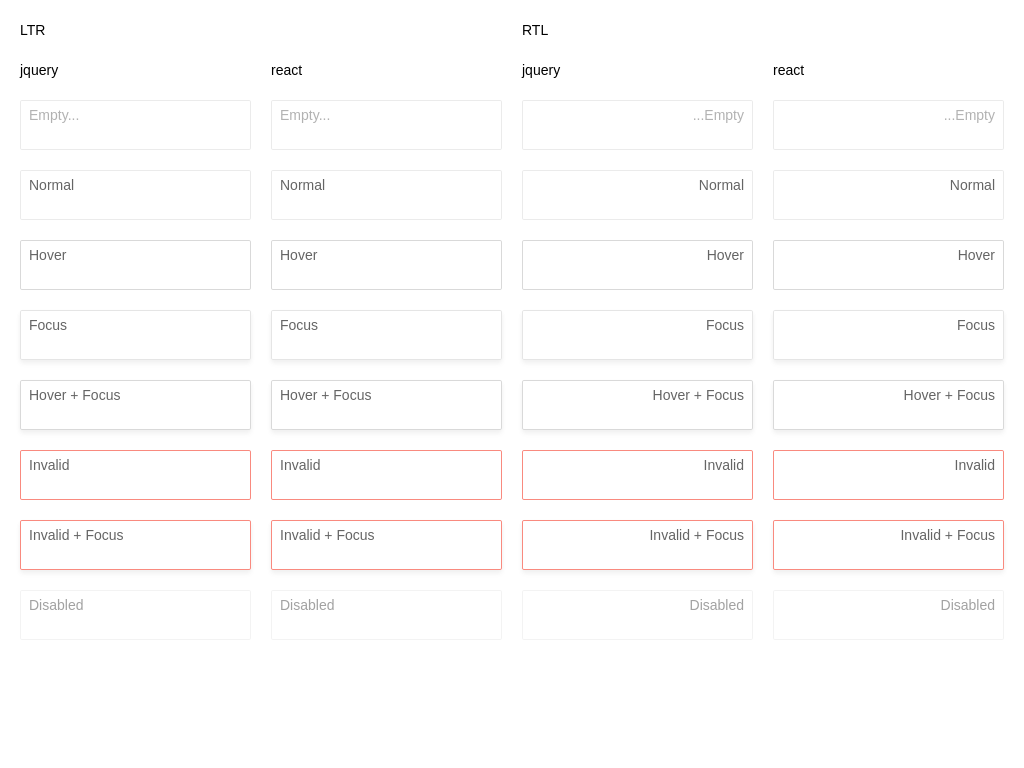 LTR RTL
jquery react jquery react
Empty... Empty... ...Empty ...Empty
Normal Normal Normal Normal
Hover Hover Hover Hover
Focus Focus Focus Focus
Hover + Focus Hover + Focus Hover + Focus Hover + Focus
Invalid Invalid Invalid Invalid
Invalid + Focus Invalid + Focus Invalid + Focus Invalid + Focus
Disabled Disabled Disabled Disabled